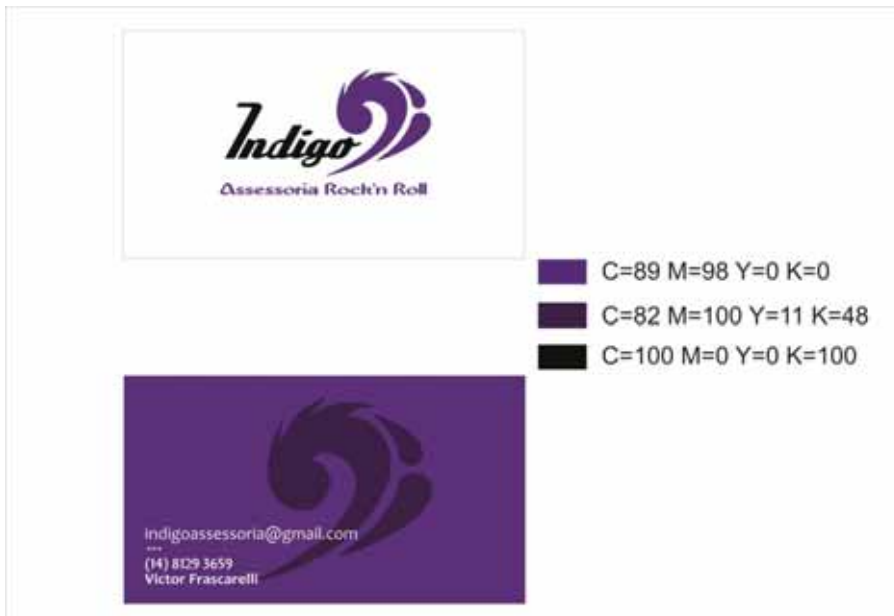 Indigo
Assessoria Rock'n Roll
C=89 M=98 Y=0 K=0
C=82 M=100 Y=11 K=48
C=100 M=0 Y=0 K=100
indigoassessoria@gmail.com
...
(14) 8129 3659
Victor Frascarelli